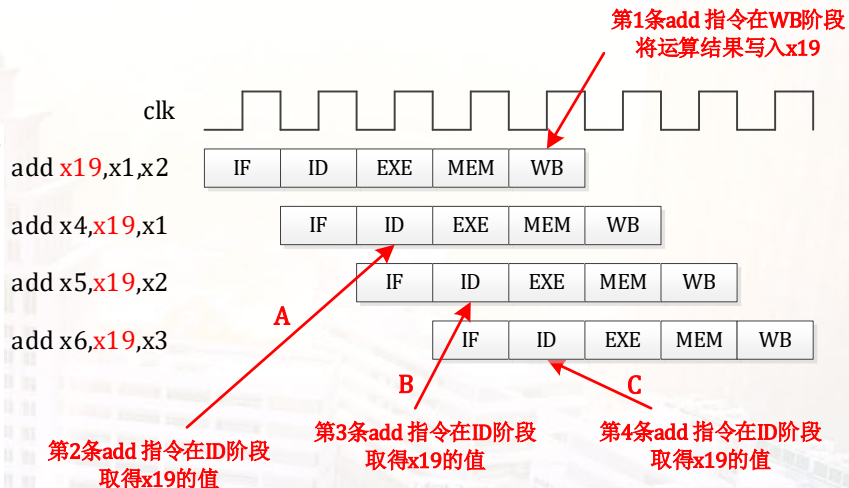 第1条add 指令在WB阶段
将运算结果写入x19
clk
add x19,x1,x2
IF ID EXE MEM WB
add x4,x19,x1
IF ID EXE MEM WB
add x5,x19,x2
IF ID EXE MEM WB
add x6,x19,x3
IF ID EXE MEM WB
A
B
C
第2条add 指令在ID阶段
取得x19的值
第3条add 指令在ID阶段
取得x19的值
第4条add 指令在ID阶段
取得x19的值